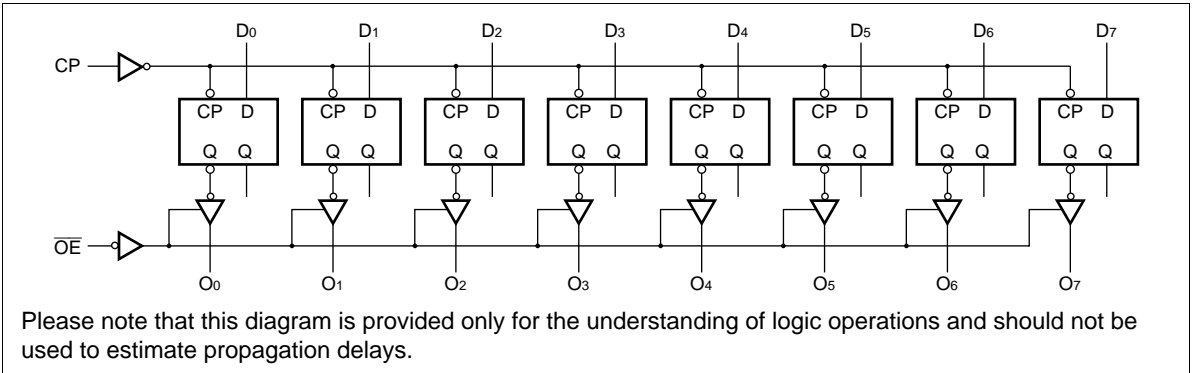 D0 D1 D2 D3 D4 D5 D6 D7
CP
CP D CP D CP D CP D CP D CP D CP D CP D
Q Q Q Q Q Q Q Q Q Q Q Q Q Q Q Q
OE
O0 O1 O2 O3 O4 O5 O6 O7
Please note that this diagram is provided only for the understanding of logic operations and should not be
used to estimate propagation delays.